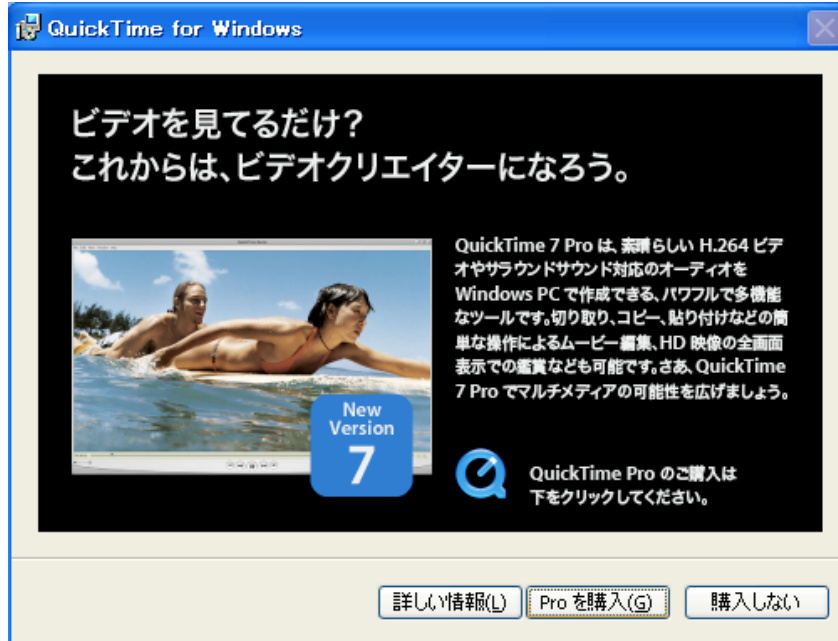 QuickTime for Windows
ビデオを見てるだけ？
これからは、ビデオクリエイターになろう。
QuickTime 7 Pro は、素晴らしい H.264 ビデ
オやサラウンドサウンド対応のオーディオを
Windows PC で作成できる、パワフルで多機能
なツールです。切り取り、コピー、貼り付けなどの簡
単な操作によるムービー編集、HD 映像の全画面
表示での鑑賞なども可能です。さあ、QuickTime
7 Pro でマルチメディアの可能性を広げましょう。
New
Version
7
QuickTime Pro のご購入は
下をクリックしてください。
詳しい情報(L)
Pro を購入(G)
購入しない